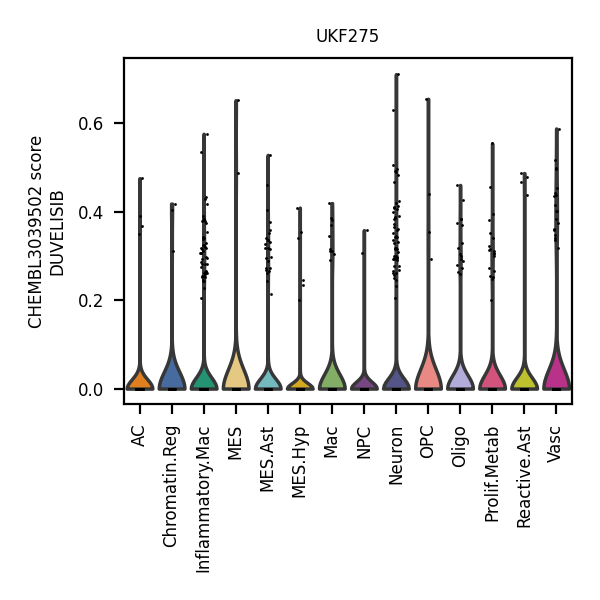 UKF275
CHEMBL3039502 score
DUVELISIB
0.6
0.4
0.2
0.0
AC
Chromatin.Reg
Inflammatory.Mac
MES
MES.Ast
MES.Hyp
Mac
NPC
Neuron
OPC
Oligo
Prolif.Metab
Reactive.Ast
Vasc